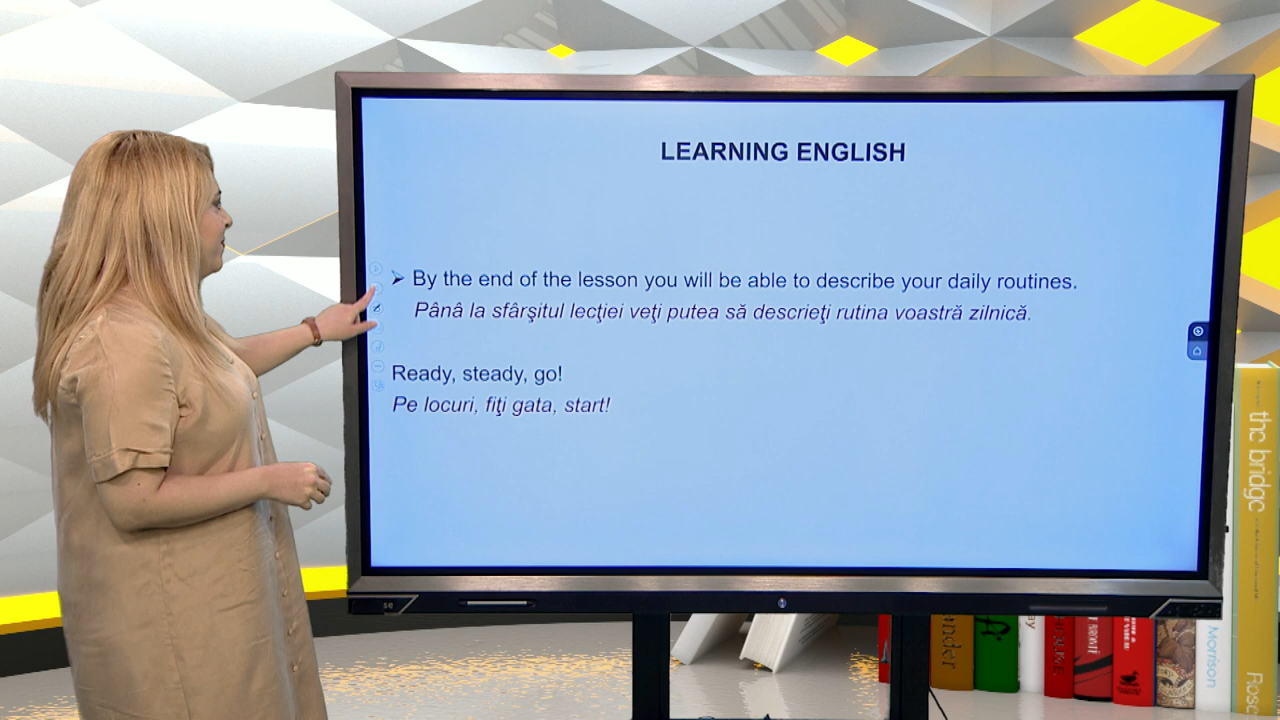 LEARNING ENGLISH
➢ By the end of the lesson you will be able to describe your daily routines.
Până la sfârşitul lecţiei veţi putea să descrieţi rutina voastră zilnică.
Ready, steady, go!
Pe locuri, fiţi gata, start!
the bridge
Morrison